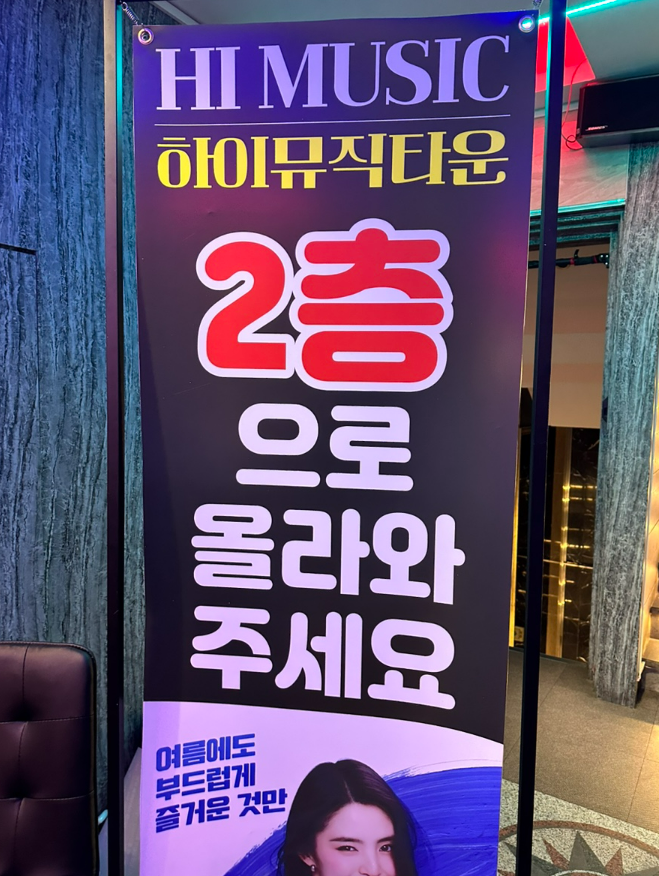 HI MUSIC
하이뮤직타운
2층
으로
올라와
주세요
여름에도
부드럽게
즐거운 것만